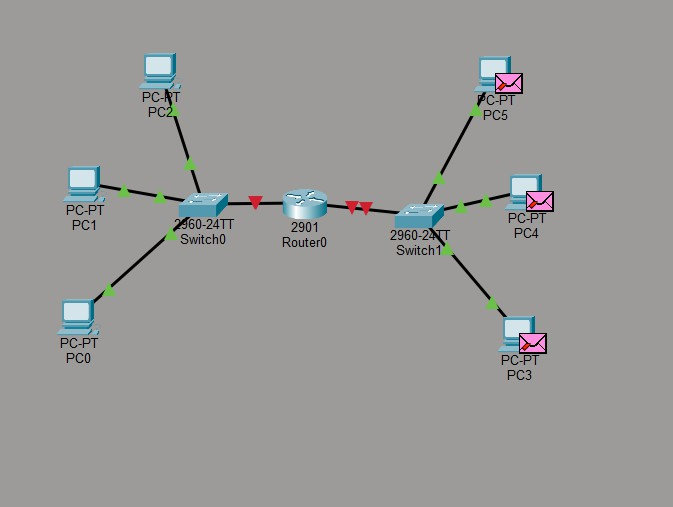 PC-PT
PC2
PC-PT
PC5
PC-PT
PC1
2960-24TT
Switch0
2901
Router0
2960-24TT
Switch1
PC-PT
PC4
PC-PT
PC0
PC-PT
PC3